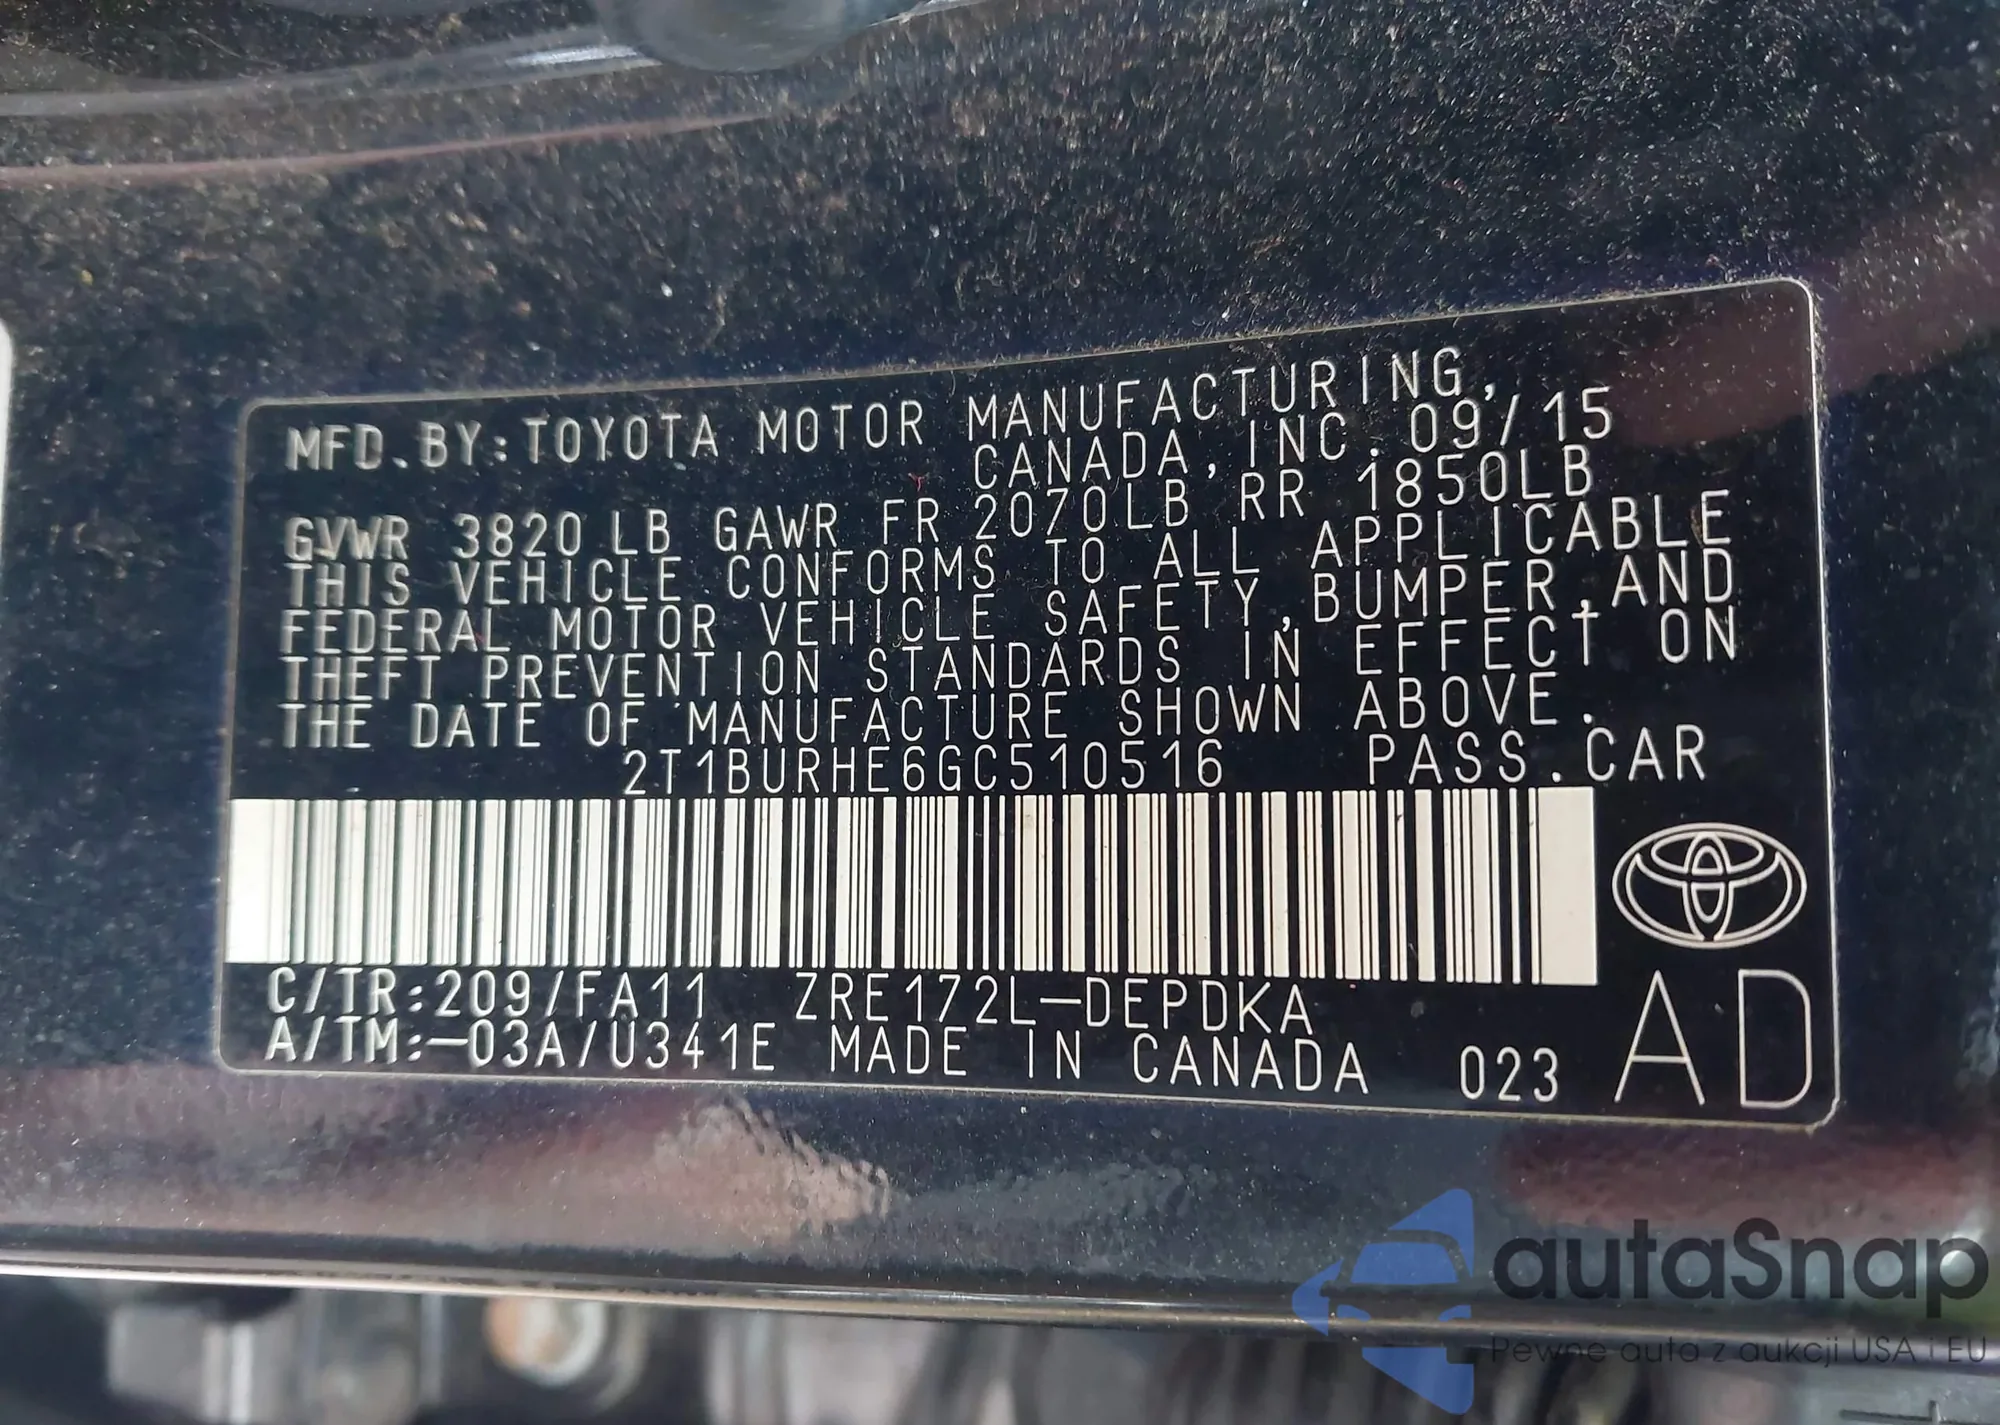 MFD.BY:TOYOTA MOTOR MANUFACTURING,
CANADA,INC.09/15
GVWR 3820 LB GAWR FR 2070LB RR 1850LB
THIS VEHICLE CONFORMS TO ALL APPLICABLE
FEDERAL MOTOR VEHICLE SAFETY,BUMPER,AND
THEFT PREVENTION STANDARDS IN EFFECT ON
THE DATE OF MANUFACTURE SHOWN ABOVE.
2T1BURHE6GC510516 PASS.CAR
C/TR:209/FA11 ZRE172L-DEPDKA
A/TM:-03A/U341E MADE IN CANADA 023 AD
autaSnap
Pewne auta z aukcji USA i EU